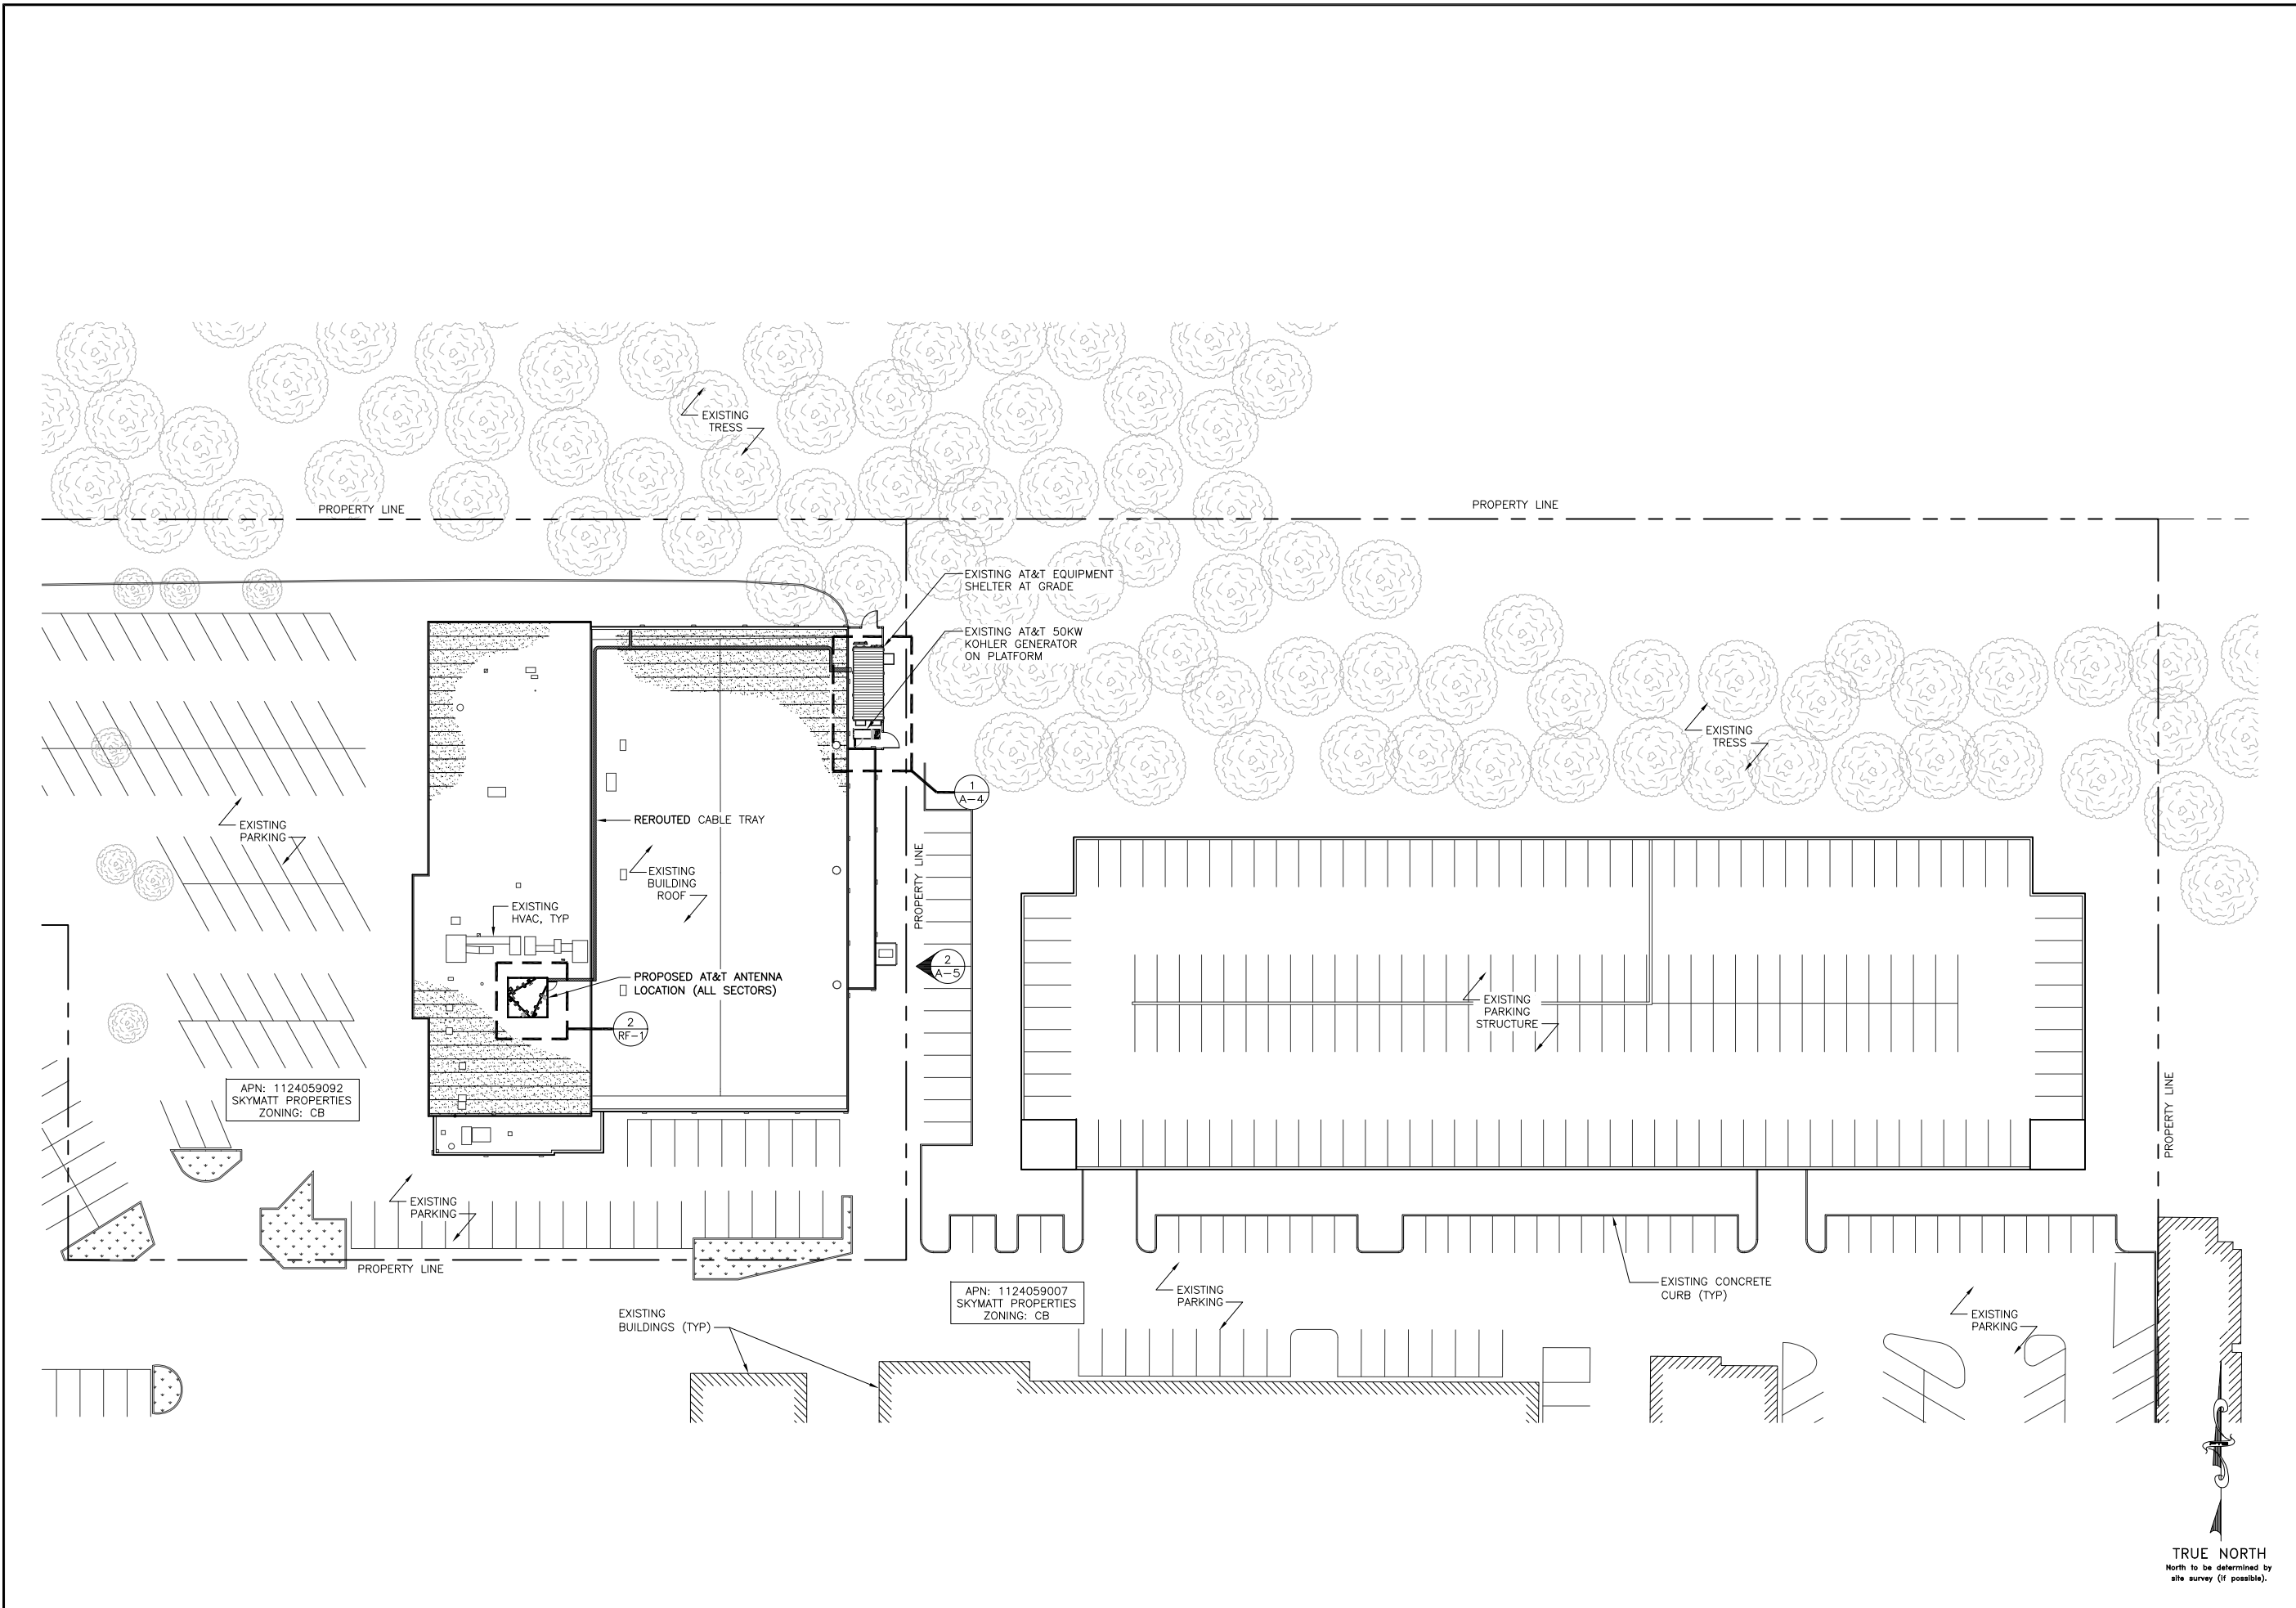 EXISTING
TRESS
PROPERTY LINE
PROPERTY LINE
EXISTING AT&T EQUIPMENT
SHELTER AT GRADE
EXISTING AT&T 50KW
KOHLER GENERATOR
ON PLATFORM
EXISTING
TRESS
1
A-4
EXISTING
PARKING
REROUTED CABLE TRAY
EXISTING
BUILDING
ROOF
PROPERTY LINE
EXISTING
HVAC, TYP
2
A-5
PROPOSED AT&T ANTENNA
LOCATION (ALL SECTORS)
2
RF-1
EXISTING
PARKING
STRUCTURE
APN: 1124059092
SKYMATT PROPERTIES
ZONING: CB
PROPERTY LINE
EXISTING
PARKING
PROPERTY LINE
APN: 1124059007
SKYMATT PROPERTIES
ZONING: CB
EXISTING
PARKING
EXISTING CONCRETE
CURB (TYP)
EXISTING
PARKING
EXISTING
BUILDINGS (TYP)
TRUE NORTH
North to be determined by
site survey (if possible).